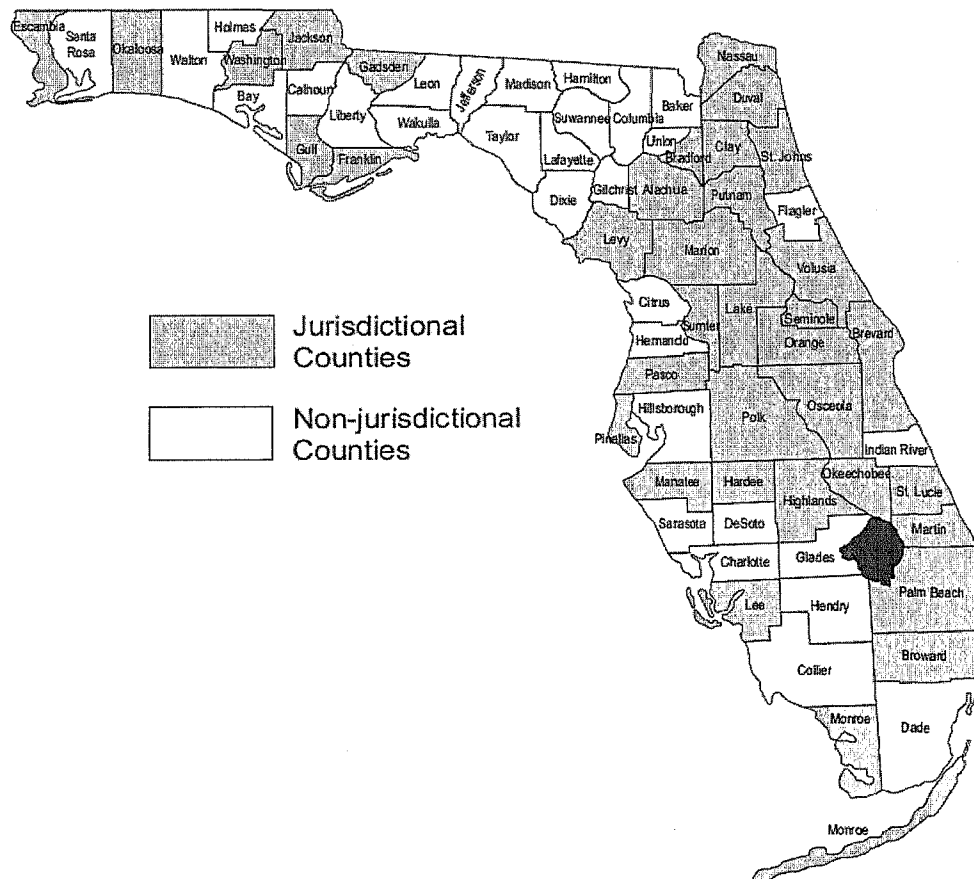 Escambia
Santa
Rosa
Okaloosa
Walton
Holmes
Washington
Jackson
Bay
Calhoun
Gulf
Liberty
Gadsden
Franklin
Leon
Wakulla
Jefferson
Madison
Taylor
Hamilton
Suwannee
Lafayette
Dixie
Columbia
Gilchrist
Baker
Union
Bradford
Alachua
Nassau
Duval
Clay
St. Johns
Putnam
Flagler
Levy
Marion
Volusia
Citrus
Sumter
Lake
Seminole
Hernando
Orange
Brevard
Pasco
Jurisdictional
Counties
Non-jurisdictional
Counties
Hillsborough
Pinellas
Polk
Osceola
Indian River
Manatee
Hardee
Highlands
Okeechobee
St. Lucie
Sarasota
DeSoto
Martin
Charlotte
Glades
Lee
Hendry
Palm Beach
Broward
Collier
Monroe
Dade
Monroe